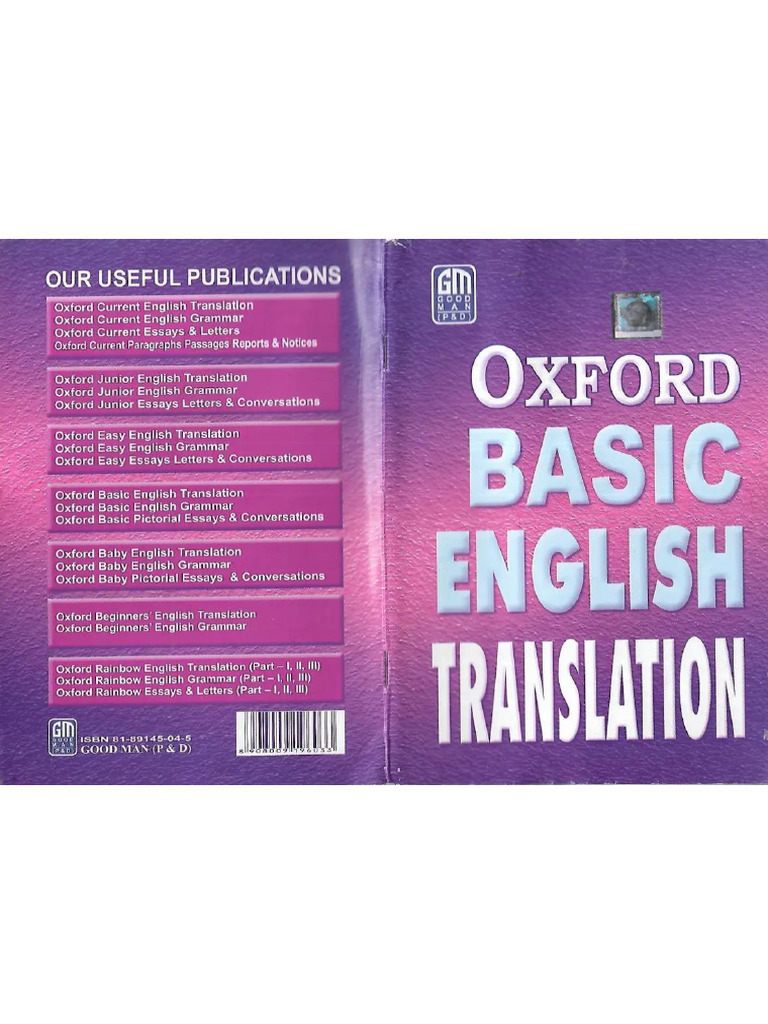 OUR USEFUL PUBLICATIONS
Oxford Current English Translation
Oxford Current English Grammar
Oxford Current Essays & Letters
Oxford Current Paragraphs Passages Reports & Notices
Oxford Junior English Translation
Oxford Junior English Grammar
Oxford Junior Essays Letters & Conversations
Oxford Easy English Translation
Oxford Easy English Grammar
Oxford Easy Essays Letters & Conversations
Oxford Basic English Translation
Oxford Basic English Grammar
Oxford Basic Pictorial Essays & Conversations
Oxford Baby English Translation
Oxford Baby English Grammar
Oxford Baby Pictorial Essays & Conversations
Oxford Beginners' English Translation
Oxford Beginners' English Grammar
Oxford Rainbow English Translation (Part – I, II, III)
Oxford Rainbow English Grammar (Part – I, II, III)
Oxford Rainbow Essays & Letters (Part – I, II, III)
GM
GOOD
MAN
(P&D)
ISBN 81-89145-04-5
GOOD MAN (P & D)
8 908009 196033
GM
GOOD
MAN
(P&D)
OXFORD
BASIC
ENGLISH
TRANSLATION